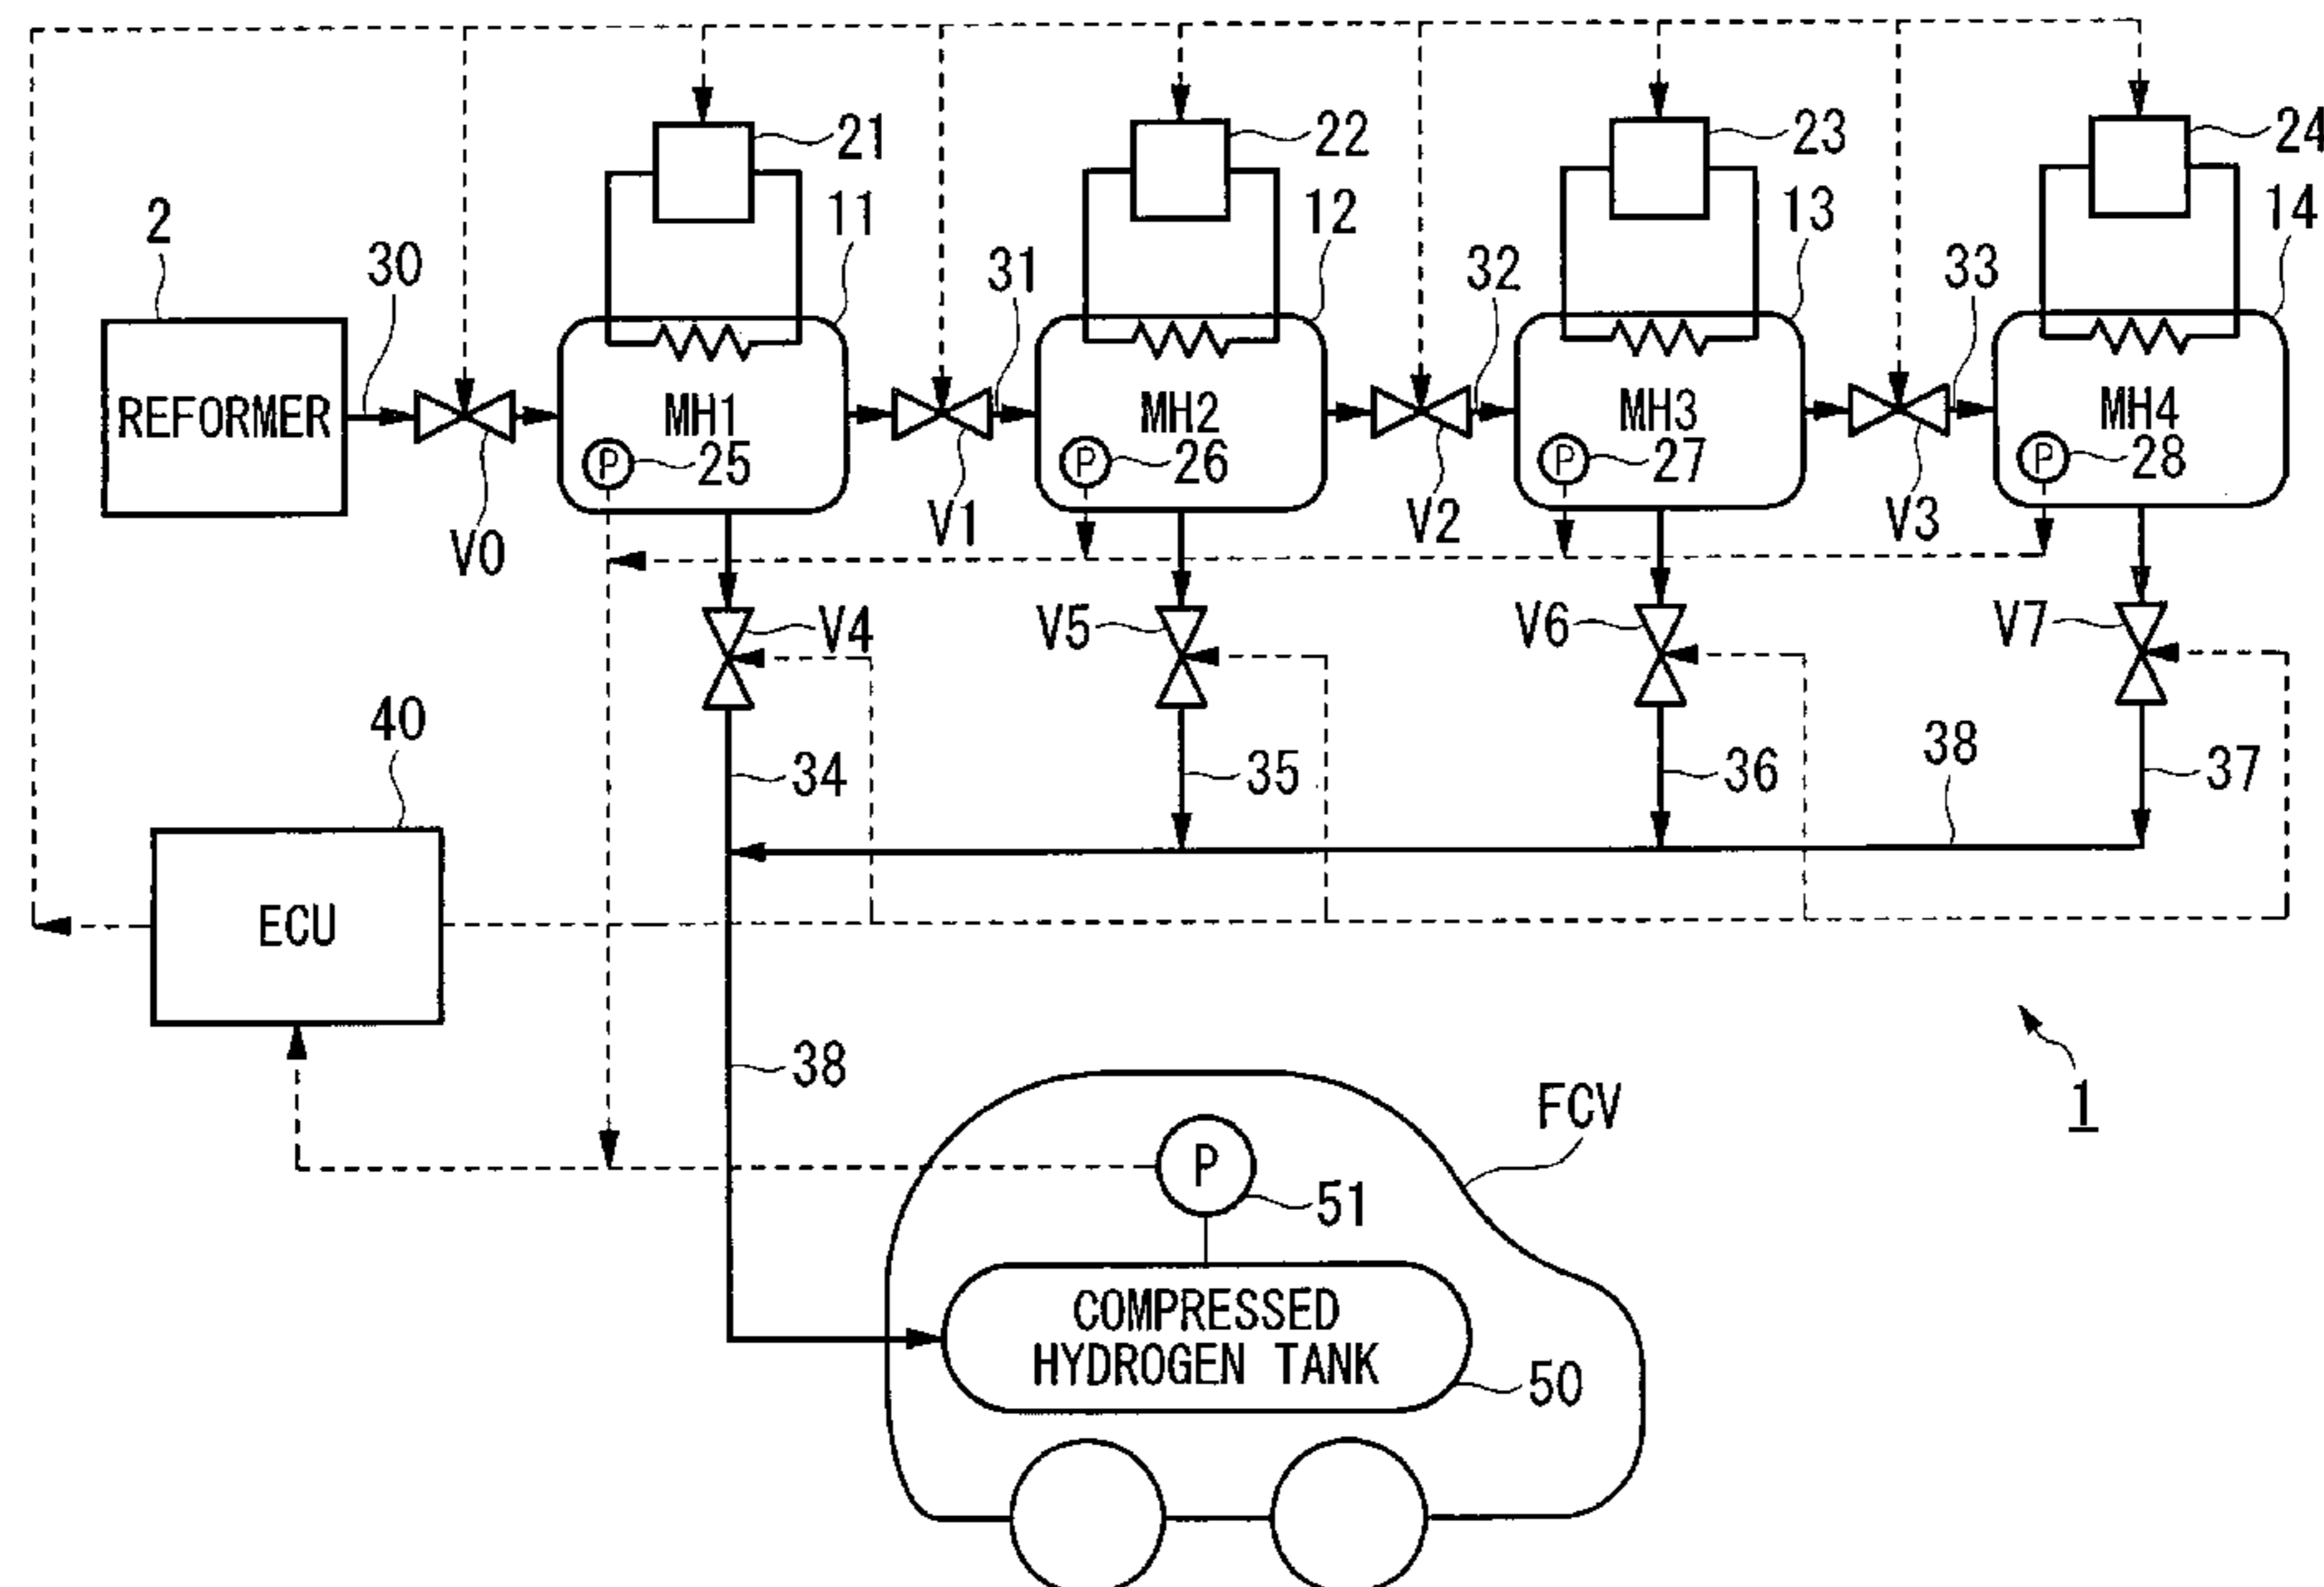 21
22
23
24
2
30
11
31
12
32
13
33
14
REFORMER
MH1
MH2
MH3
MH4
P
25
P
26
P
27
P
28
V0
V1
V2
V3
V4
V5
V6
V7
40
34
35
36
38
37
ECU
38
FCV
1
P
51
COMPRESSED
HYDROGEN TANK
50